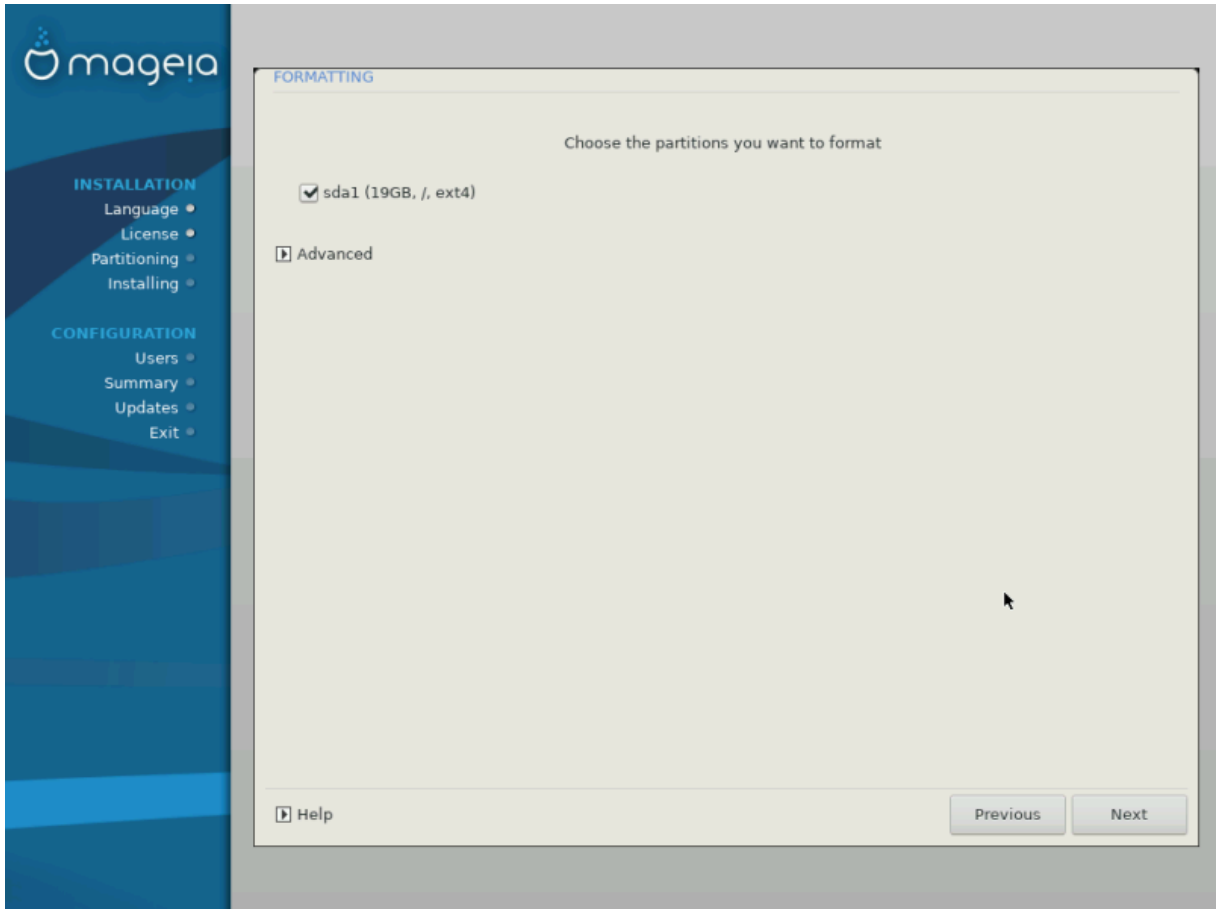 mageia
INSTALLATION
Language
License
Partitioning
Installing
CONFIGURATION
Users
Summary
Updates
Exit
FORMATTING
Choose the partitions you want to format
sda1 (19GB, /, ext4)
Advanced
Help
Previous
Next